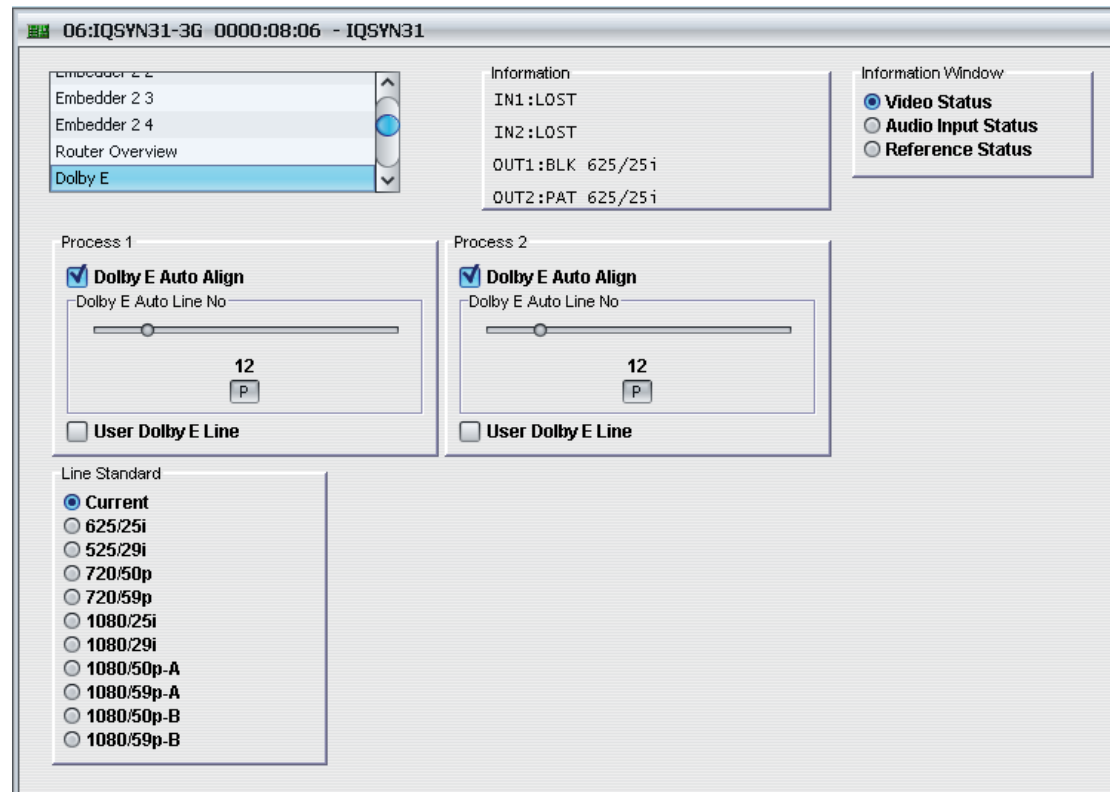 06:IQSYN31-3G 0000:08:06 - IQSYN31
Embedder 2 2
Embedder 2 3
Embedder 2 4
Router Overview
Dolby E
Information
IN1:LOST
IN2:LOST
OUT1:BLK 625/25i
OUT2:PAT 625/25i
Information Window
Video Status
Audio Input Status
Reference Status
Process 1
Dolby E Auto Align
Dolby E Auto Line No
12
P
User Dolby E Line
Process 2
Dolby E Auto Align
Dolby E Auto Line No
12
P
User Dolby E Line
Line Standard
Current
625/25i
525/29i
720/50p
720/59p
1080/25i
1080/29i
1080/50p-A
1080/59p-A
1080/50p-B
1080/59p-B